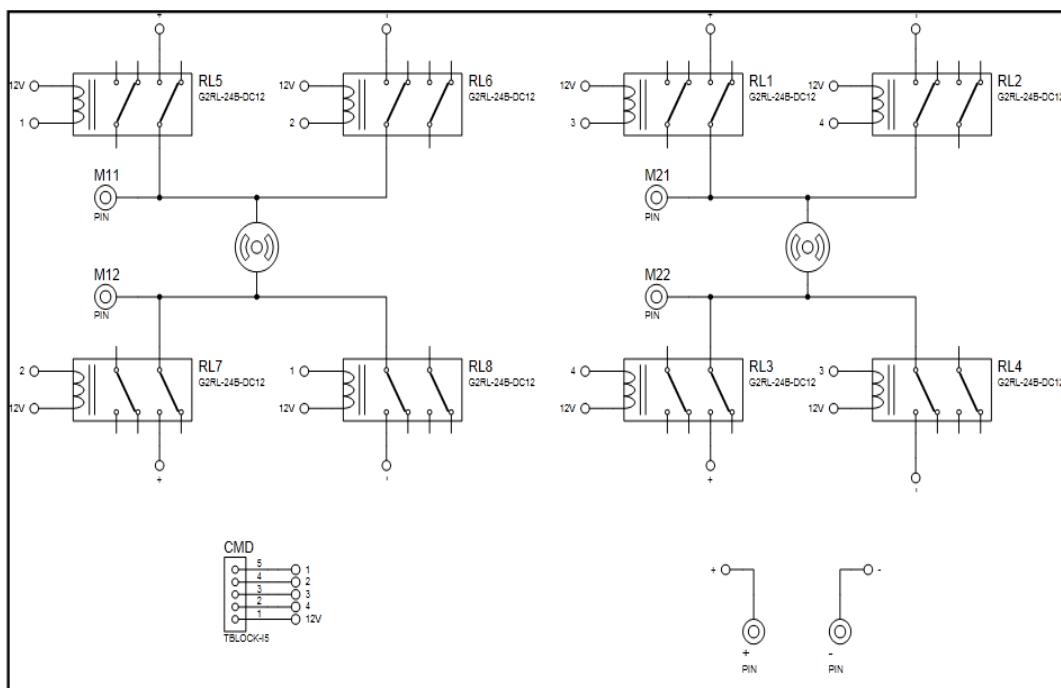 +
-
+
-
12V
RL5
G2RL-24B-DC12
1
12V
RL6
G2RL-24B-DC12
2
12V
RL1
G2RL-24B-DC12
3
12V
RL2
G2RL-24B-DC12
4
M11
PIN
M21
PIN
M12
PIN
M22
PIN
2
RL7
G2RL-24B-DC12
12V
1
RL8
G2RL-24B-DC12
12V
4
RL3
G2RL-24B-DC12
12V
3
RL4
G2RL-24B-DC12
12V
+
-
+
-
CMD
5 1
4 2
3 3
2 4
1 12V
TBLOCK-I5
+
-
+
PIN
-
PIN